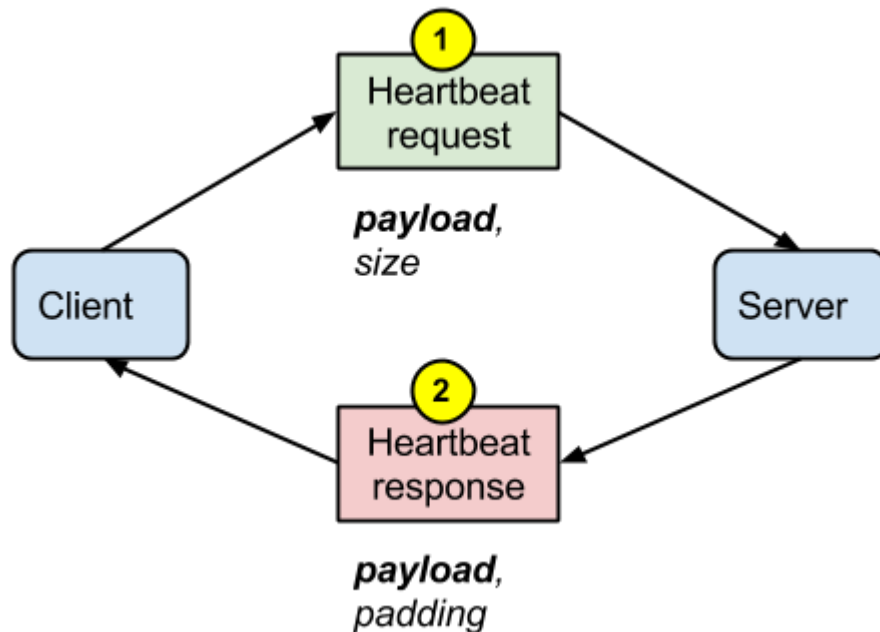 1
Heartbeat
request
payload,
size
Client
Server
2
Heartbeat
response
payload,
padding